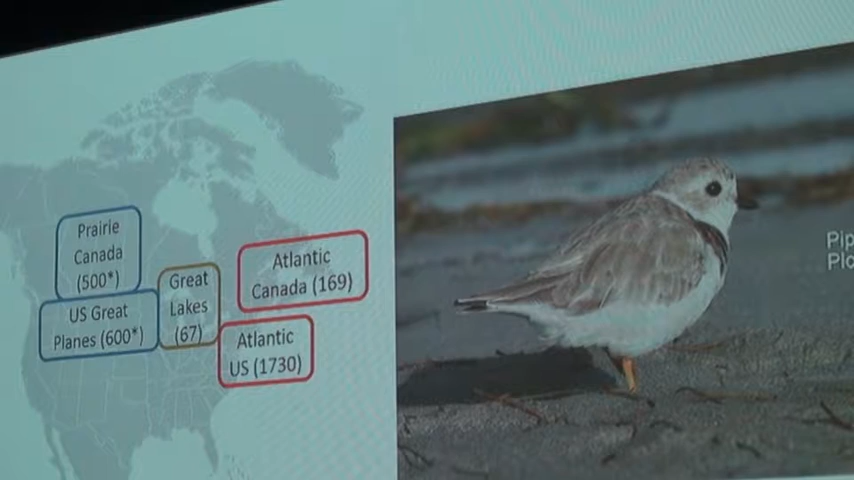 Prairie
Canada
(500*)
US Great
Planes (600*)
Great
Lakes
(67)
Atlantic
Canada (169)
Atlantic
US (1730)
Pip
Plo